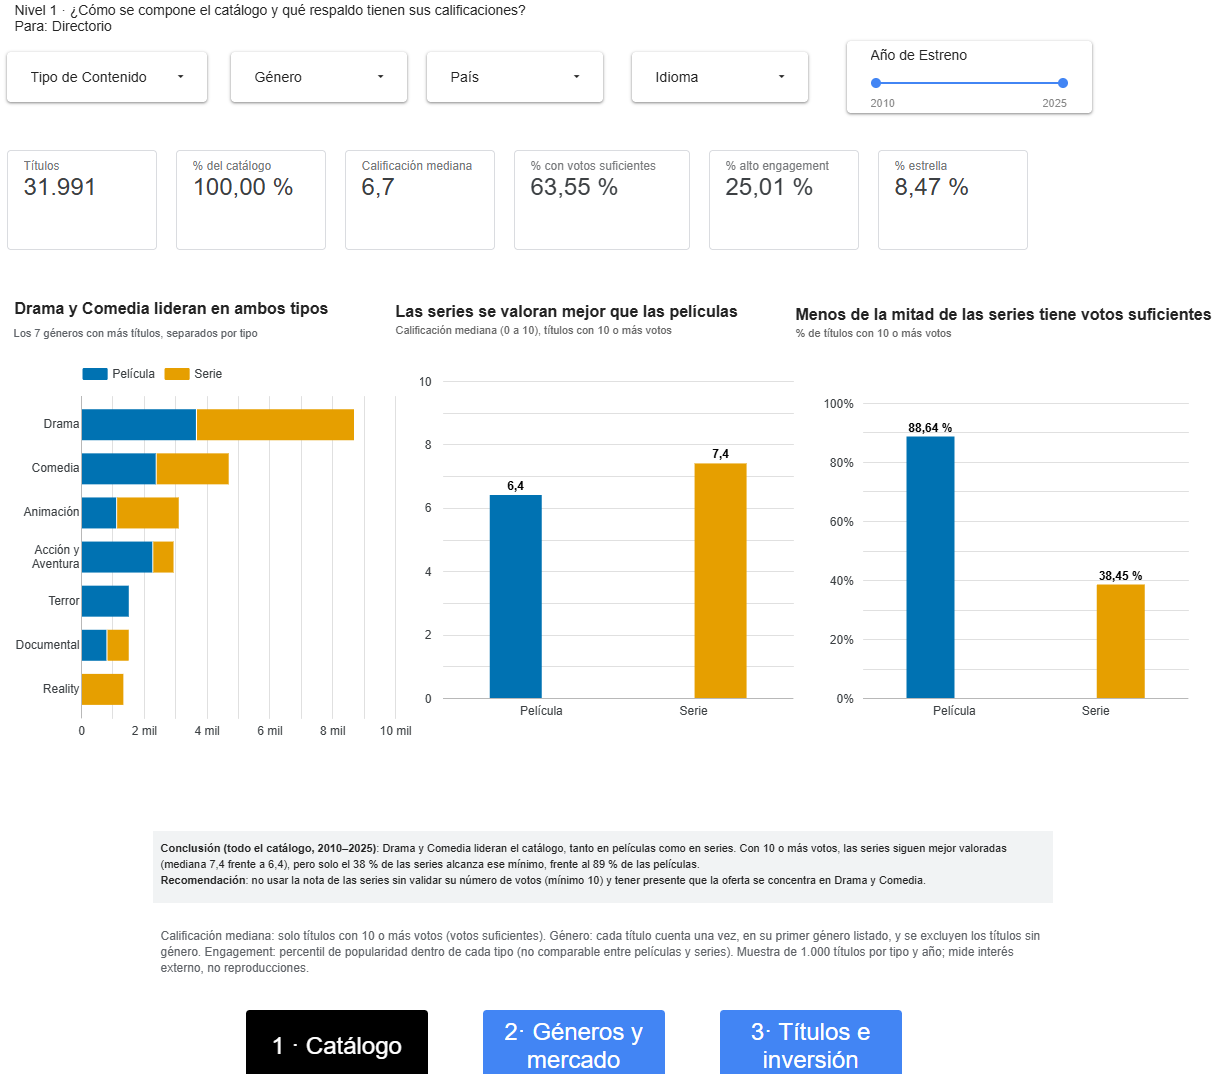 Nivel 1 · ¿Cómo se compone el catálogo y qué respaldo tienen sus calificaciones?
Para: Directorio
Tipo de Contenido
Género
País
Idioma
Año de Estreno
2010
2025
Títulos
31.991
% del catálogo
100,00 %
Calificación mediana
6,7
% con votos suficientes
63,55 %
% alto engagement
25,01 %
% estrella
8,47 %
Drama y Comedia lideran en ambos tipos
Los 7 géneros con más títulos, separados por tipo
Película
Serie
Drama
Comedia
Animación
Acción y
Aventura
Terror
Documental
Reality
0
2 mil
4 mil
6 mil
8 mil
10 mil
Las series se valoran mejor que las películas
Calificación mediana (0 a 10), títulos con 10 o más votos
10
8
6
4
2
0
6,4
7,4
Película
Serie
Menos de la mitad de las series tiene votos suficientes
% de títulos con 10 o más votos
100%
80%
60%
40%
20%
0%
88,64 %
38,45 %
Película
Serie
Conclusión (todo el catálogo, 2010–2025): Drama y Comedia lideran el catálogo, tanto en películas como en series. Con 10 o más votos, las series siguen mejor valoradas
(mediana 7,4 frente a 6,4), pero solo el 38 % de las series alcanza ese mínimo, frente al 89 % de las películas.
Recomendación: no usar la nota de las series sin validar su número de votos (mínimo 10) y tener presente que la oferta se concentra en Drama y Comedia.
Calificación mediana: solo títulos con 10 o más votos (votos suficientes). Género: cada título cuenta una vez, en su primer género listado, y se excluyen los títulos sin
género. Engagement: percentil de popularidad dentro de cada tipo (no comparable entre películas y series). Muestra de 1.000 títulos por tipo y año; mide interés
externo, no reproducciones.
1 · Catálogo
2· Géneros y
mercado
3· Títulos e
inversión